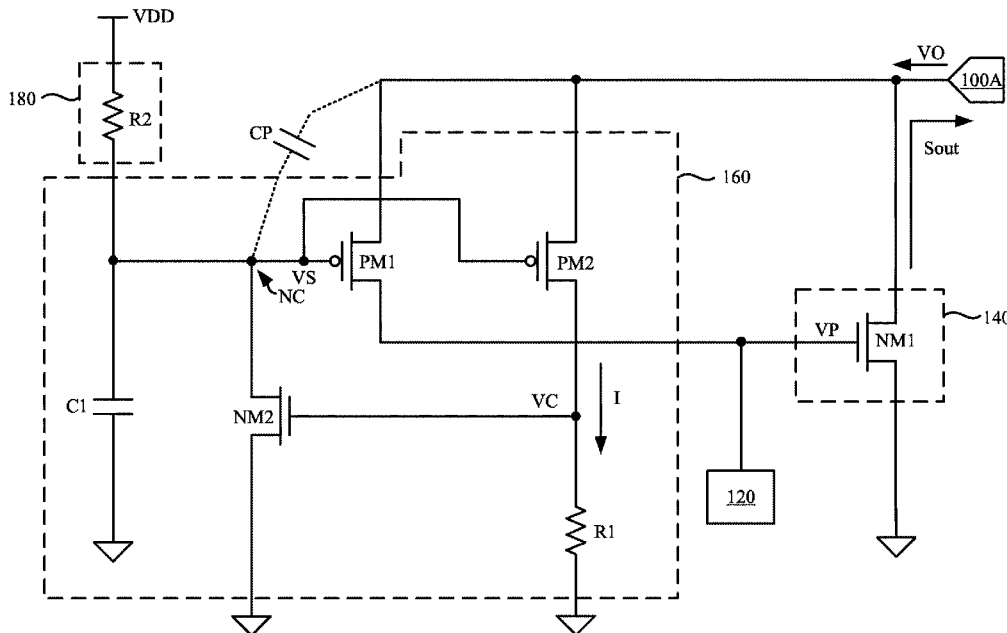 VDD
VO
100A
180
R2
CP
Sout
160
PM1
PM2
VS
NC
140
VP
NM1
C1
NM2
VC
I
120
R1